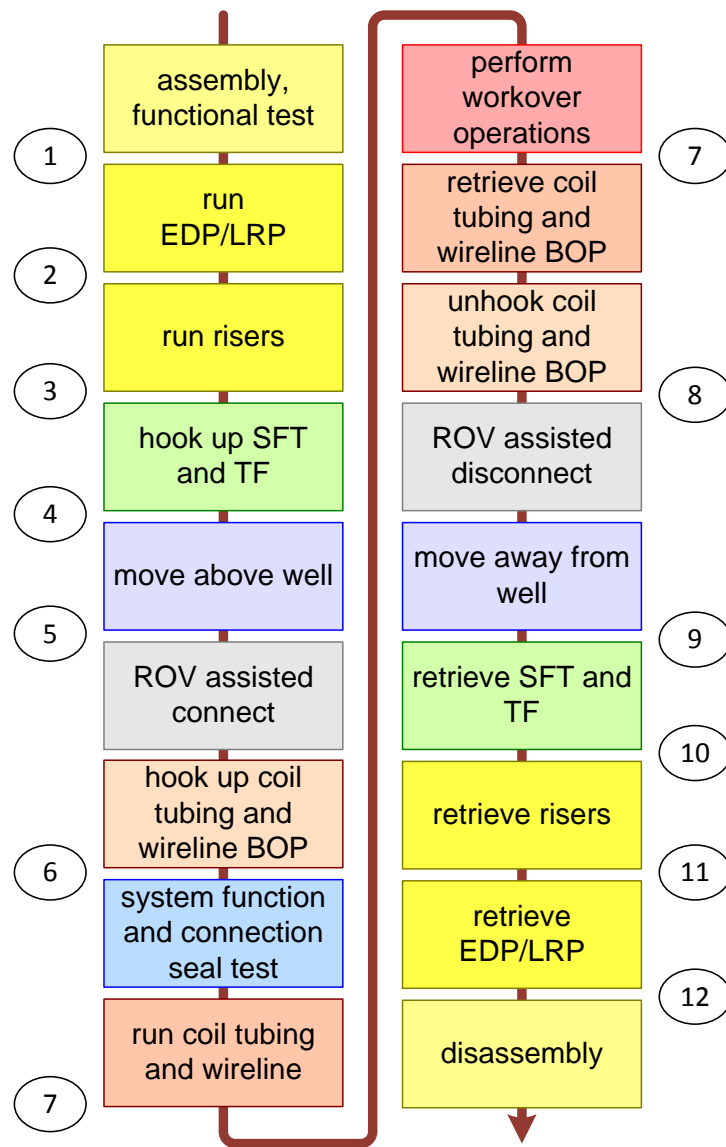 assembly,
functional test
1
run
EDP/LRP
2
run risers
3
hook up SFT
and TF
4
move above well
5
ROV assisted
connect
hook up coil
tubing and
wireline BOP
6
system function
and connection
seal test
run coil tubing
and wireline
7
perform
workover
operations
7
retrieve coil
tubing and
wireline BOP
unhook coil
tubing and
wireline BOP
8
ROV assisted
disconnect
move away from
well
9
retrieve SFT and
TF
10
retrieve risers
11
retrieve
EDP/LRP
12
disassembly